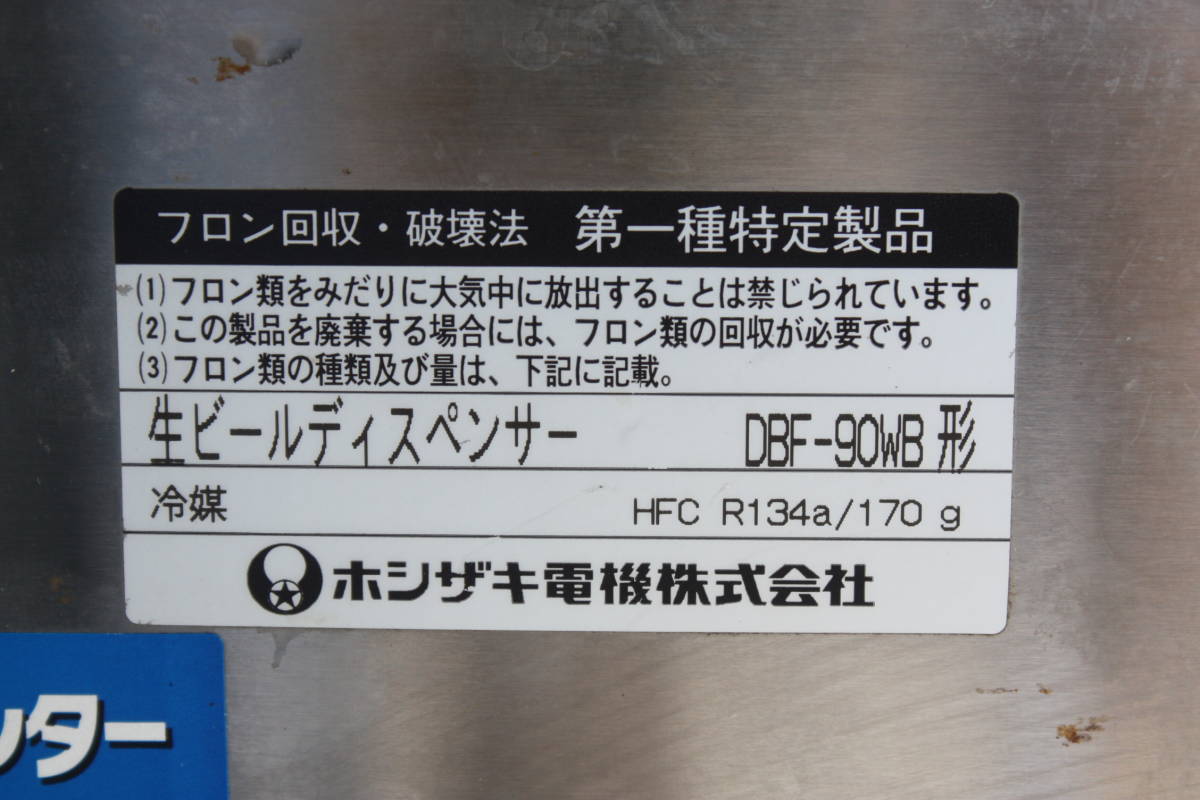 フロン回収・破壊法 第一種特定製品
(1)フロン類をみだりに大気中に放出することは禁じられています。
(2)この製品を廃棄する場合には、フロン類の回収が必要です。
(3)フロン類の種類及び量は、下記に記載。
生ビールディスペンサー DBF-90WB 形
冷媒 HFC R134a/170 g
ホシザキ電機株式会社
ンター